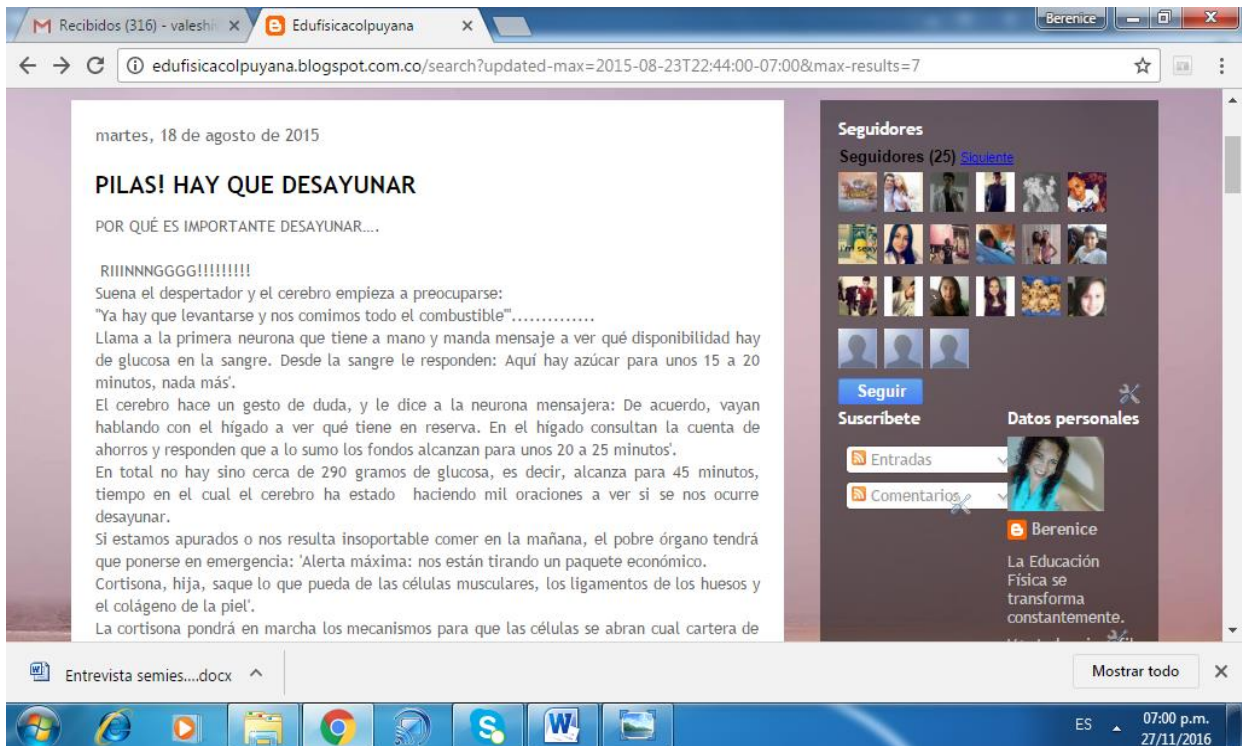 Recibidos (316) - valeshi
Edufisicacolpuyana
Berenice
edufisicacolpuyana.blogspot.com.co/search?updated-max=2015-08-23T22:44:00-07:00&max-results=7
martes, 18 de agosto de 2015
PILAS! HAY QUE DESAYUNAR
POR QUÉ ES IMPORTANTE DESAYUNAR....
RIIINNNGGGG!!!!!!!!!
Suena el despertador y el cerebro empieza a preocuparse:
"Ya hay que levantarse y nos comimos todo el combustible'"..............
Llama a la primera neurona que tiene a mano y manda mensaje a ver qué disponibilidad hay
de glucosa en la sangre. Desde la sangre le responden: Aquí hay azúcar para unos 15 a 20
minutos, nada más'.
El cerebro hace un gesto de duda, y le dice a la neurona mensajera: De acuerdo, vayan
hablando con el hígado a ver qué tiene en reserva. En el hígado consultan la cuenta de
ahorros y responden que a lo sumo los fondos alcanzan para unos 20 a 25 minutos'.
En total no hay sino cerca de 290 gramos de glucosa, es decir, alcanza para 45 minutos,
tiempo en el cual el cerebro ha estado haciendo mil oraciones a ver si se nos ocurre
desayunar.
Si estamos apurados o nos resulta insoportable comer en la mañana, el pobre órgano tendrá
que ponerse en emergencia: 'Alerta máxima: nos están tirando un paquete económico.
Cortisona, hija, saque lo que pueda de las células musculares, los ligamentos de los huesos y
el colágeno de la piel'.
La cortisona pondrá en marcha los mecanismos para que las células se abran cual cartera de
Seguidores
Seguidores (25) Siguiente
i'm sexy
Seguir
Suscríbete
Entradas
Comentarios
Datos personales
Berenice
La Educación
Física se
transforma
constantemente.
Entrevista semies....docx
Mostrar todo
ES
07:00 p.m.
27/11/2016